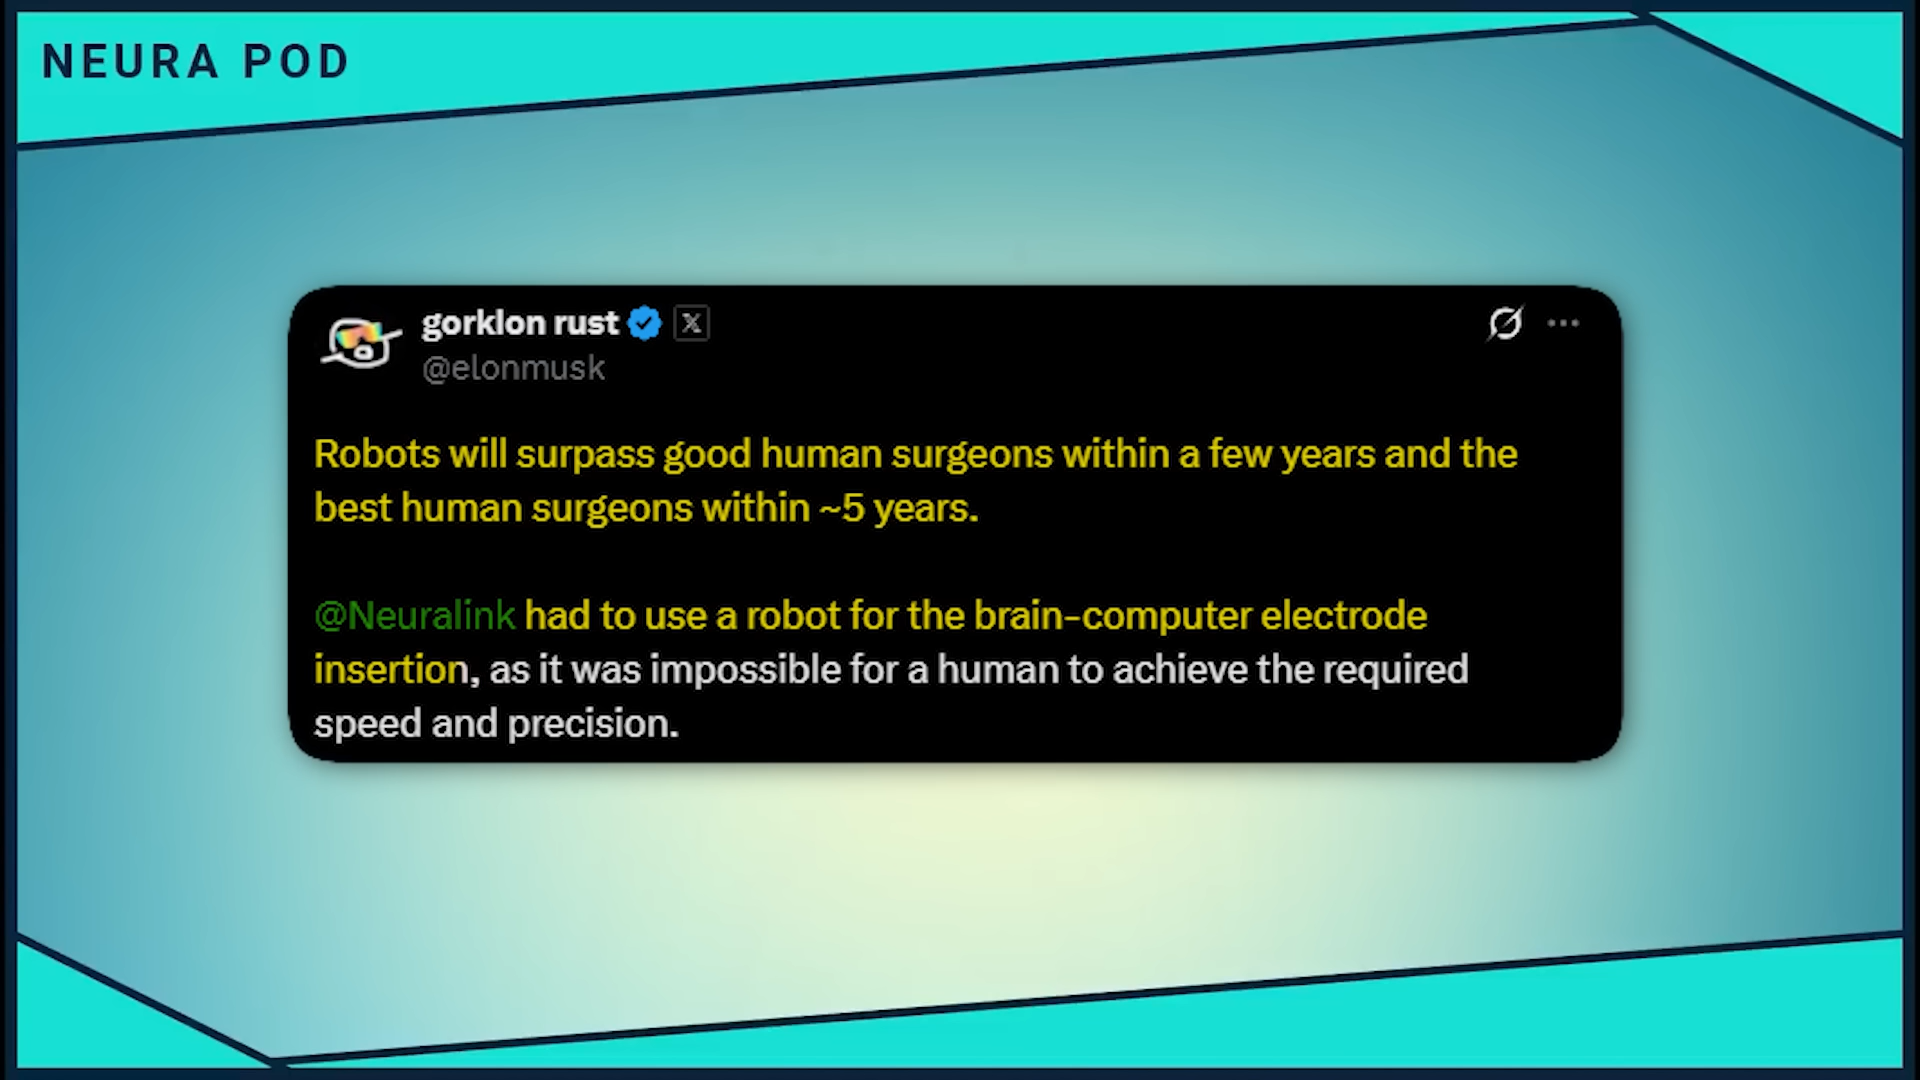 NEURA POD
gorklon rust
@elonmusk
Robots will surpass good human surgeons within a few years and the
best human surgeons within ~5 years.
@Neuralink had to use a robot for the brain-computer electrode
insertion, as it was impossible for a human to achieve the required
speed and precision.